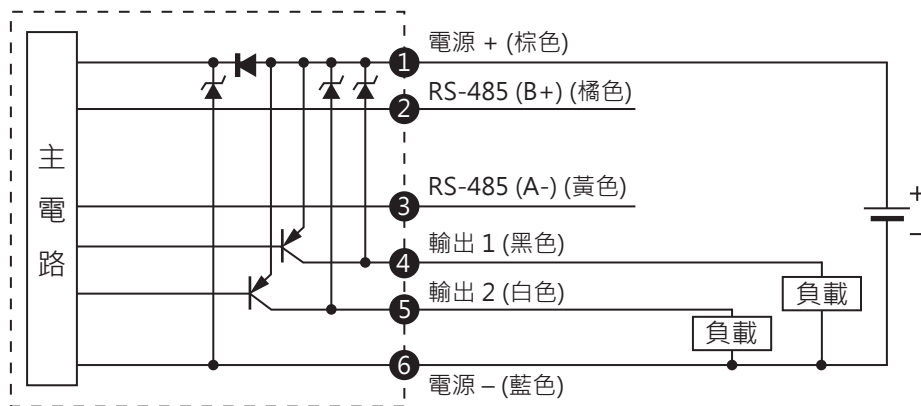 主電路
1 電源 + (棕色)
2 RS-485 (B+) (橘色)
3 RS-485 (A-) (黃色)
4 輸出 1 (黑色)
5 輸出 2 (白色)
6 電源 – (藍色)
負載
負載
+
–